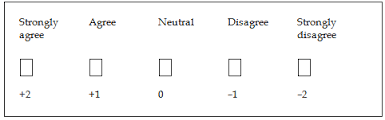 Strongly agree Agree Neutral Disagree Strongly disagree
+2 +1 0 –1 –2